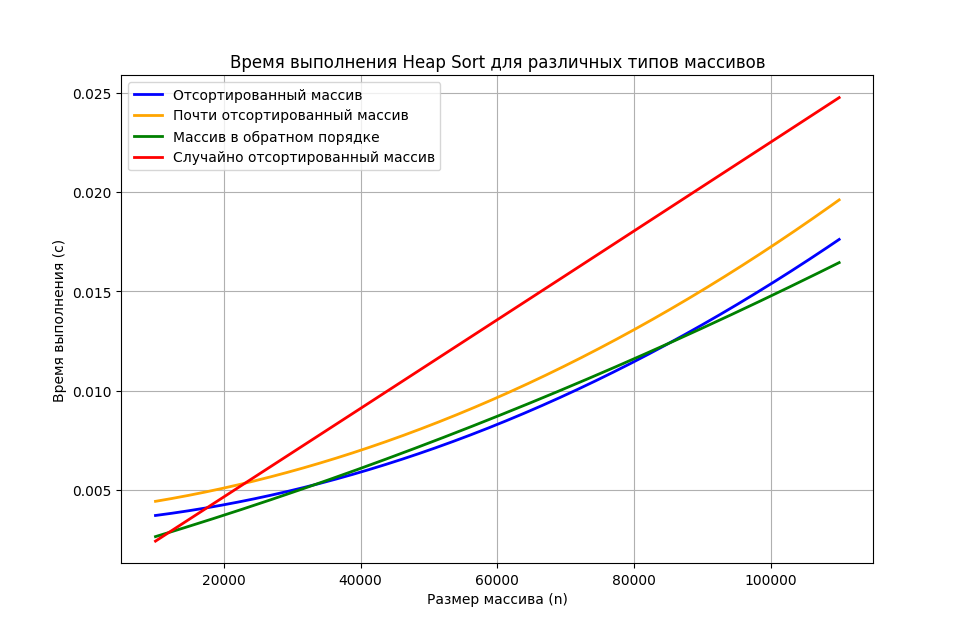 Время выполнения Heap Sort для различных типов массивов
Отсортированный массив
Почти отсортированный массив
Массив в обратном порядке
Случайно отсортированный массив
0.025
0.020
0.015
0.010
0.005
Время выполнения (с)
20000
40000
60000
80000
100000
Размер массива (n)